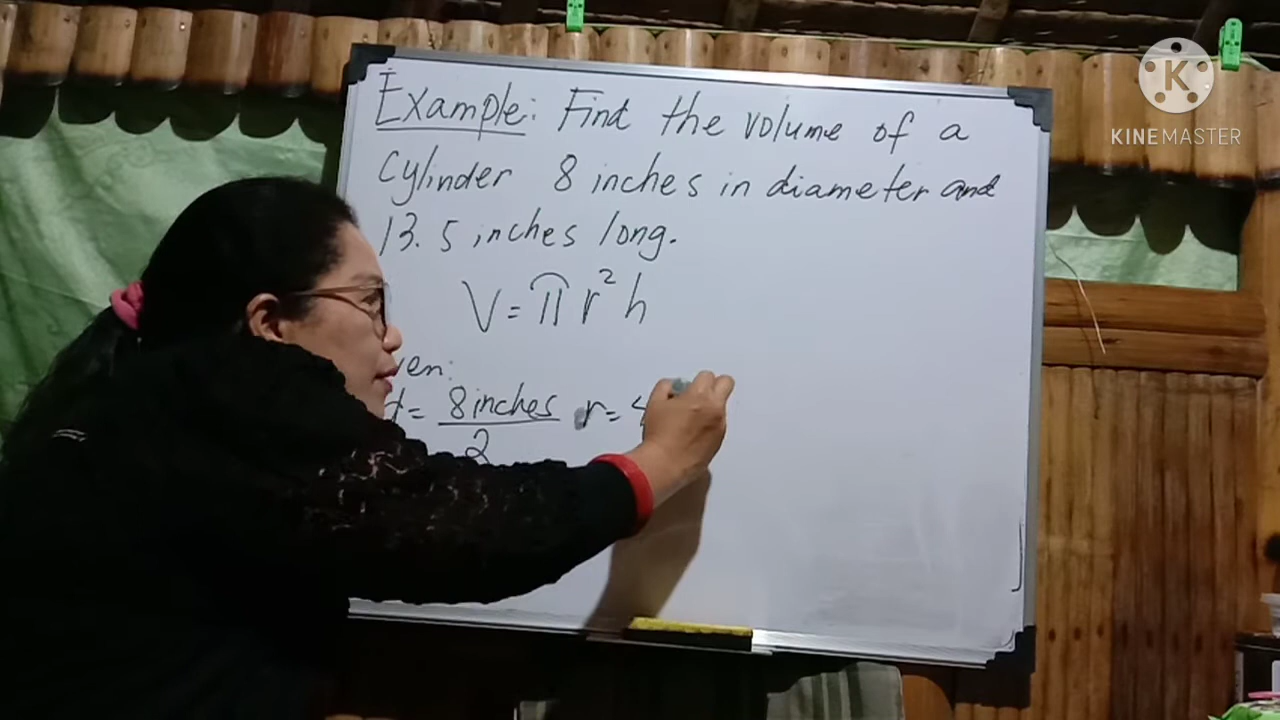 Example: Find the volume of a
cylinder 8 inches in diameter and
13.5 inches long.
V = π r² h
d = 8 inches r = 4
2
KINEMASTER